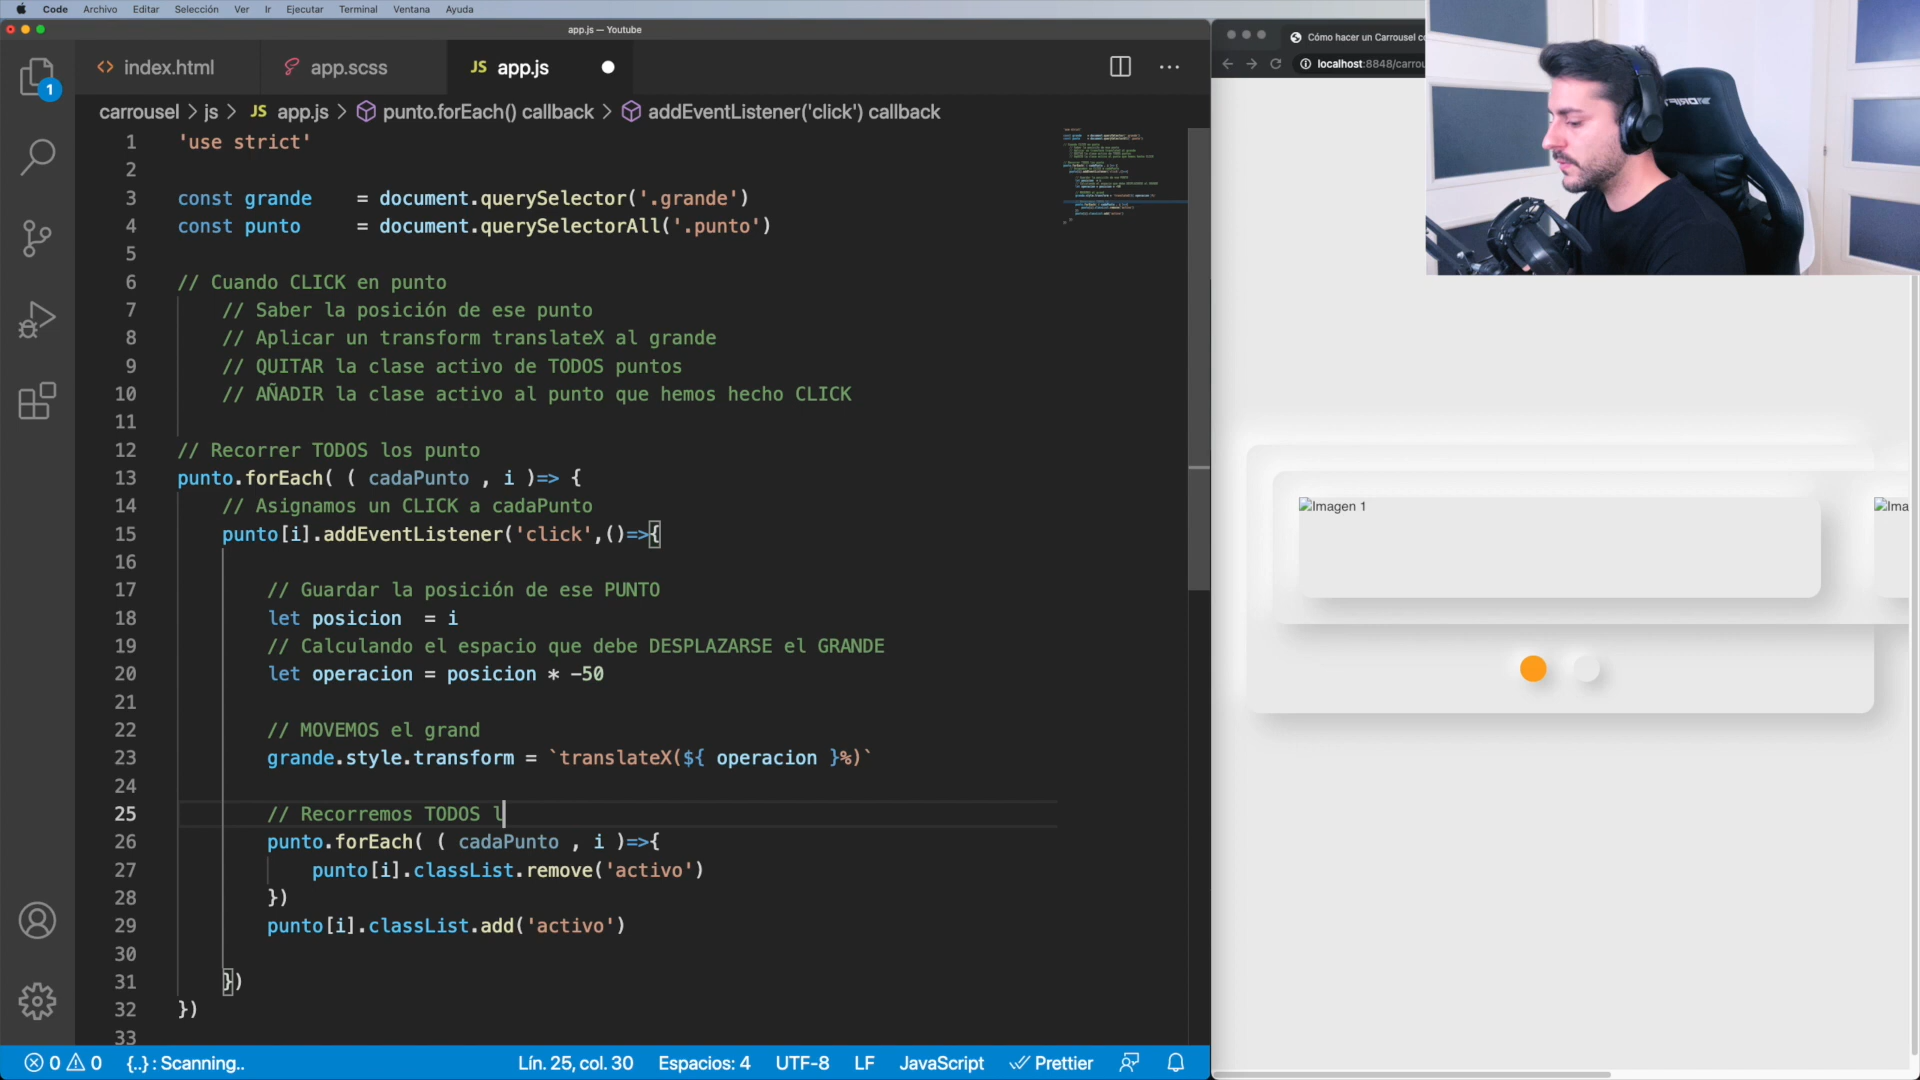 Code Archivo Editar Selección Ver Ir Ejecutar Terminal Ventana Ayuda
app.js — Youtube
index.html
app.scss
JS app.js
carrousel > js > JS app.js > punto.forEach() callback > addEventListener('click') callback
1 'use strict'
2
3 const grande = document.querySelector('.grande')
4 const punto = document.querySelectorAll('.punto')
5
6 // Cuando CLICK en punto
7 // Saber la posición de ese punto
8 // Aplicar un transform translateX al grande
9 // QUITAR la clase activo de TODOS puntos
10 // AÑADIR la clase activo al punto que hemos hecho CLICK
11
12 // Recorrer TODOS los punto
13 punto.forEach( ( cadaPunto , i )=> {
14 // Asignamos un CLICK a cadaPunto
15 punto[i].addEventListener('click',()=>{
16
17 // Guardar la posición de ese PUNTO
18 let posicion = i
19 // Calculando el espacio que debe DESPLAZARSE el GRANDE
20 let operacion = posicion * -50
21
22 // MOVEMOS el grand
23 grande.style.transform = `translateX(${ operacion }%)`
24
25 // Recorremos TODOS l
26 punto.forEach( ( cadaPunto , i )=>{
27 punto[i].classList.remove('activo')
28 })
29 punto[i].classList.add('activo')
30
31 })
32 })
33
1
0 0 {..} : Scanning..
Lín. 25, col. 30 Espacios: 4 UTF-8 LF JavaScript Prettier
Cómo hacer un Carrousel co
localhost:8848/carrou
Imagen 1
Ima